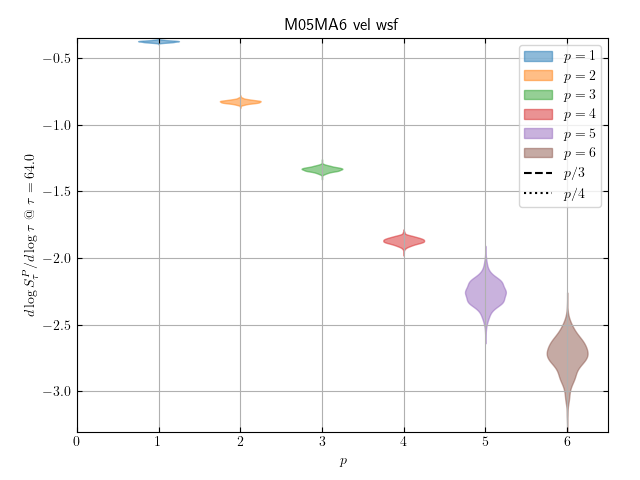 M05MA6 vel wsf
−0.5
−1.0
−1.5
−2.0
−2.5
−3.0
d log S_τ^P / d log τ @ τ = 64.0
0 1 2 3 4 5 6
p
p = 1
p = 2
p = 3
p = 4
p = 5
p = 6
p/3
p/4